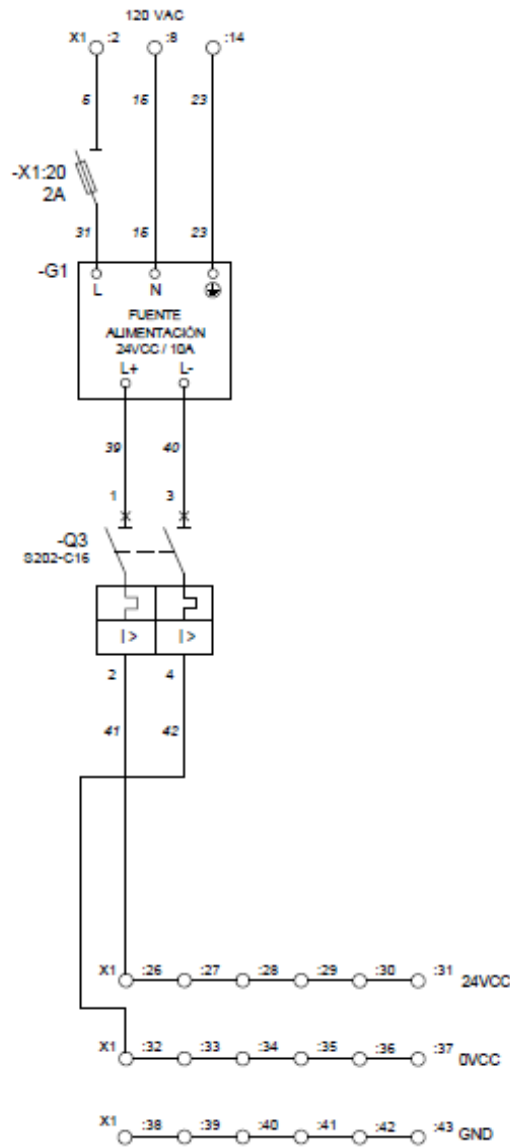 120 VAC
X1 :2 :8 :14
5 15 23
-X1:20
2A
31 16 23
-G1
L N
FUENTE
ALIMENTACIÓN
24VCC / 10A
L+ L-
39 40
1 3
-Q3
S202-C16
I> I>
2 4
41 42
X1 :26 :27 :28 :29 :30 :31 24VCC
X1 :32 :33 :34 :35 :36 :37 0VCC
X1 :38 :39 :40 :41 :42 :43 GND